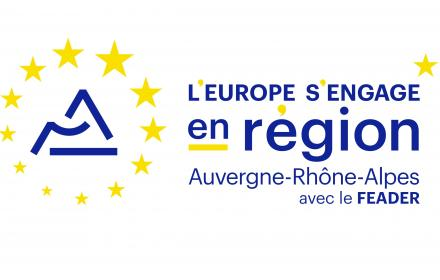 L'EUROPE S'ENGAGE
en région
Auvergne-Rhône-Alpes
avec le FEADER